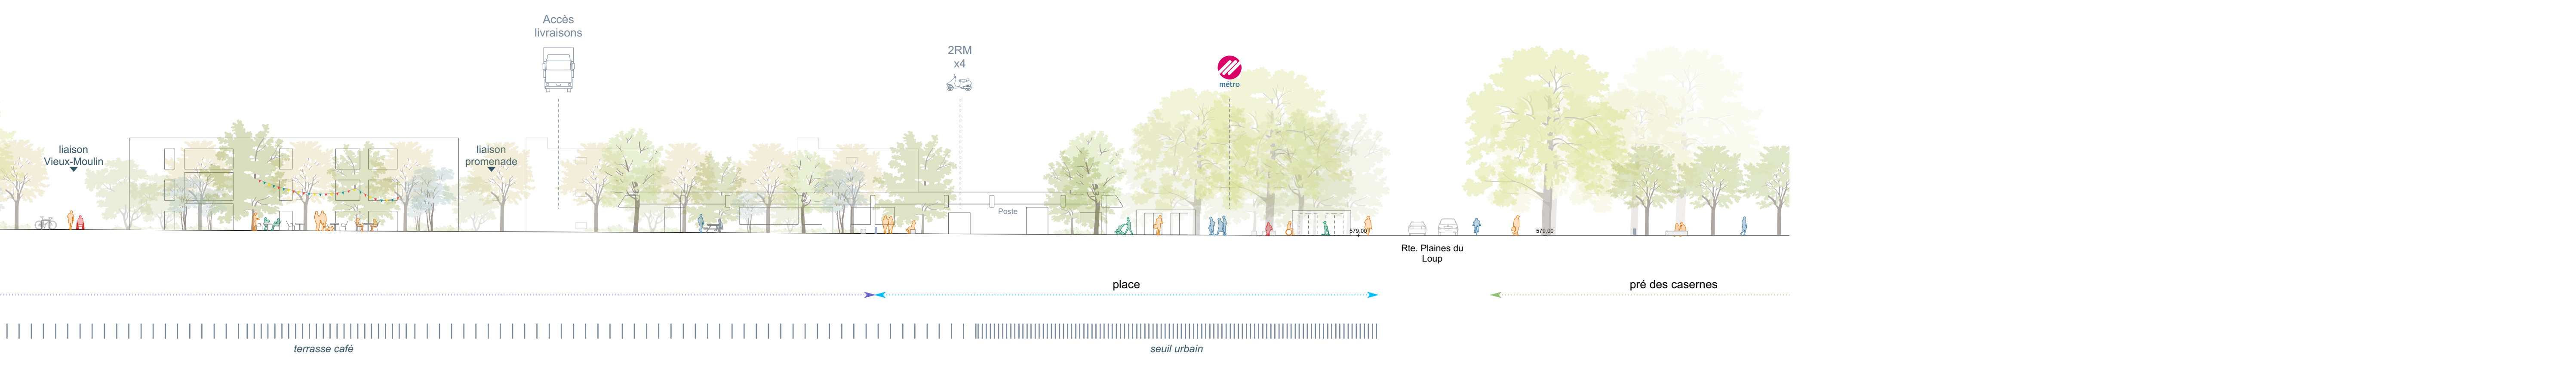 Accès
livraisons
2RM
x4
métro
liaison
Vieux-Moulin
liaison
promenade
Poste
579.00
579.00
Rte. Plaines du
Loup
place
pré des casernes
terrasse café
seuil urbain